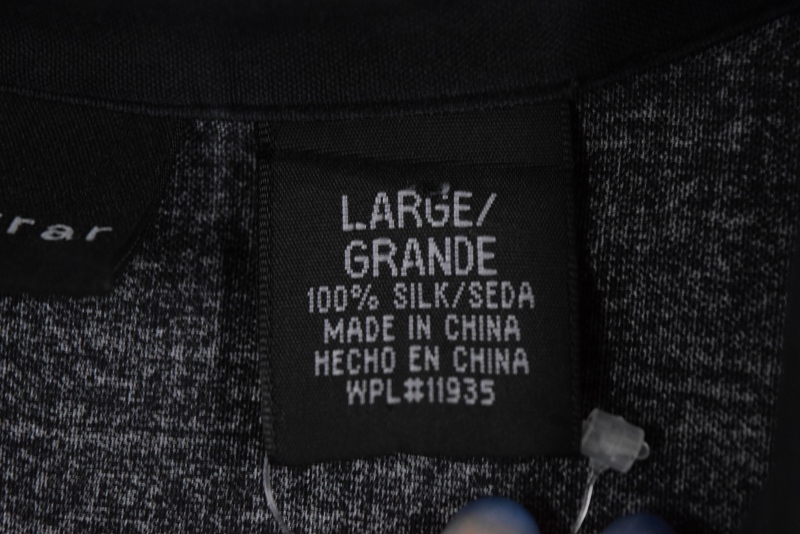 LARGE/
GRANDE
100% SILK/SEDA
MADE IN CHINA
HECHO EN CHINA
WPL#11935